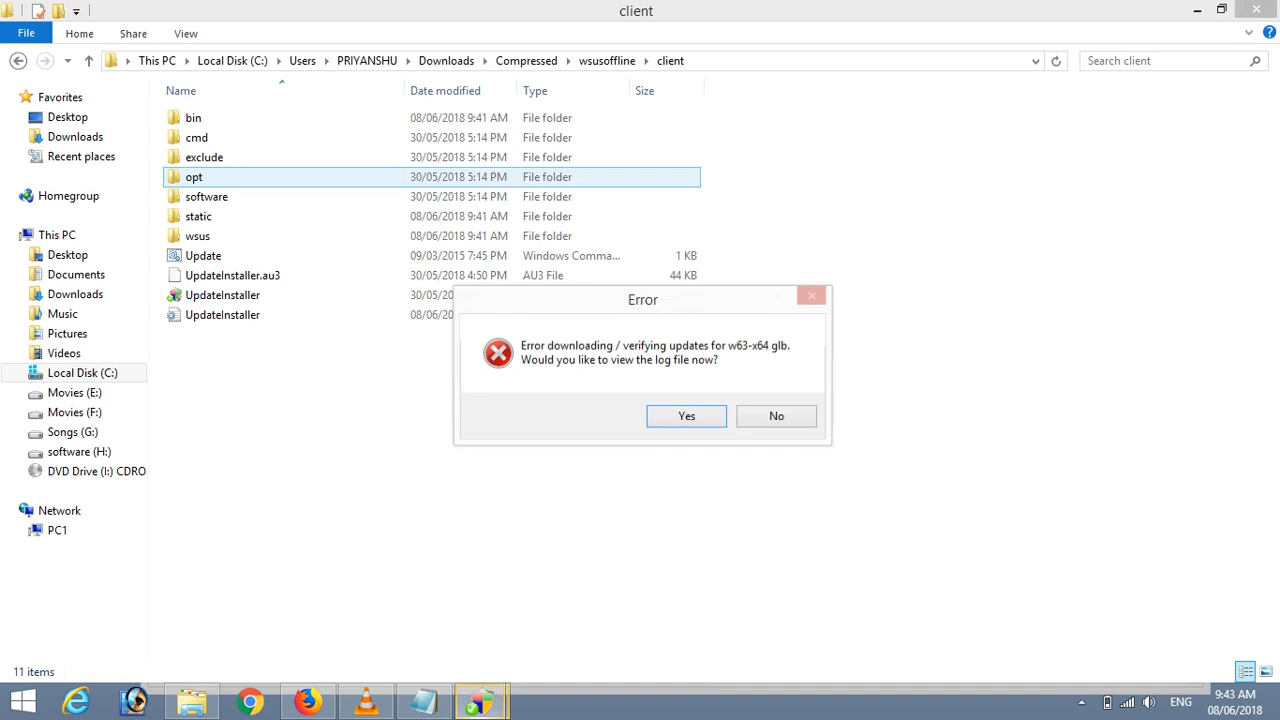 client
File Home Share View
This PC Local Disk (C:) Users PRIYANSHU Downloads Compressed wsusoffline client Search client
Name Date modified Type Size
Favorites
Desktop
Downloads
Recent places
Homegroup
This PC
Desktop
Documents
Downloads
Music
Pictures
Videos
Local Disk (C:)
Movies (E:)
Movies (F:)
Songs (G:)
software (H:)
DVD Drive (I:) CDRO
Network
PC1
bin 08/06/2018 9:41 AM File folder
cmd 30/05/2018 5:14 PM File folder
exclude 30/05/2018 5:14 PM File folder
opt 30/05/2018 5:14 PM File folder
software 30/05/2018 5:14 PM File folder
static 08/06/2018 9:41 AM File folder
wsus 08/06/2018 9:41 AM File folder
Update 09/03/2015 7:45 PM Windows Comma... 1 KB
UpdateInstaller.au3 30/05/2018 4:50 PM AU3 File 44 KB
UpdateInstaller 30/05/20
UpdateInstaller 08/06/20
Error
Error downloading / verifying updates for w63-x64 glb.
Would you like to view the log file now?
Yes No
11 items
ENG
9:43 AM
08/06/2018